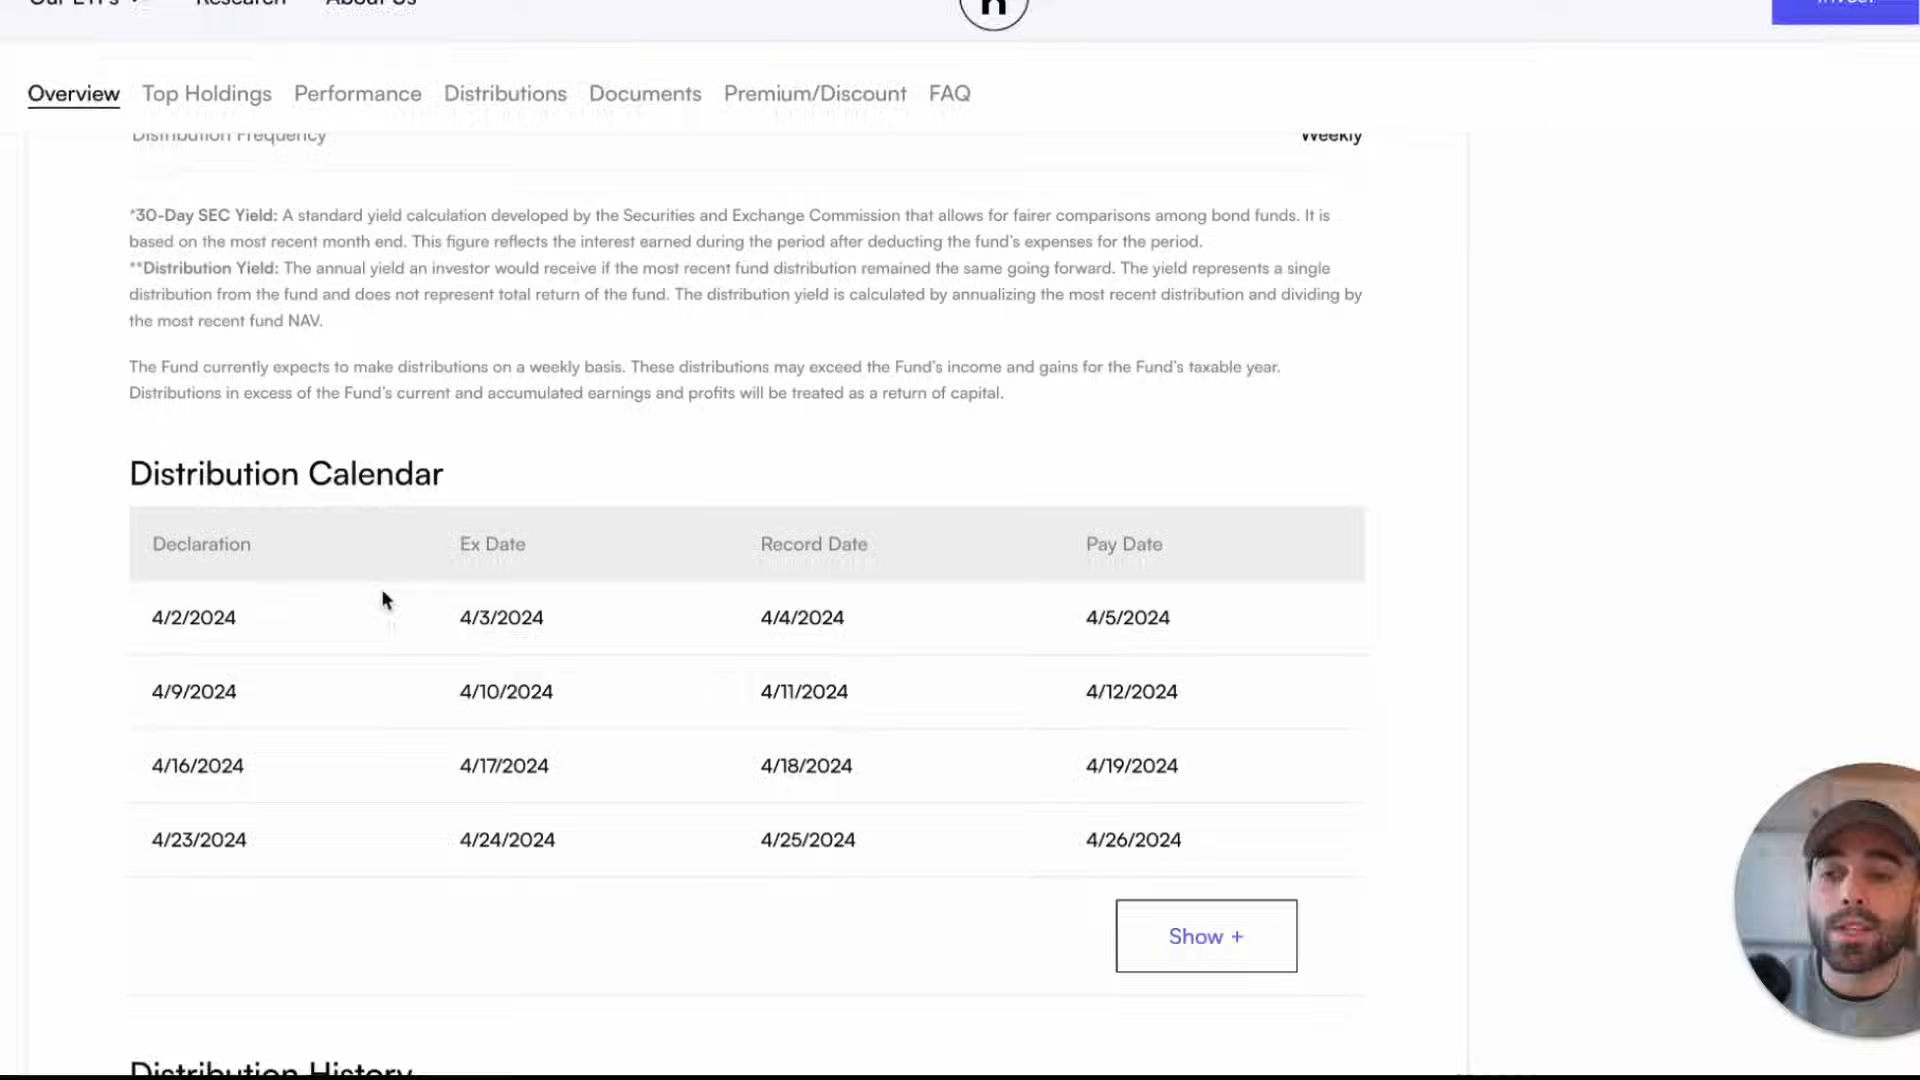 Our ETFs
Research
About Us
n
Invest
Overview
Top Holdings
Performance
Distributions
Documents
Premium/Discount
FAQ
Distribution Frequency
Weekly
*30-Day SEC Yield: A standard yield calculation developed by the Securities and Exchange Commission that allows for fairer comparisons among bond funds. It is
based on the most recent month end. This figure reflects the interest earned during the period after deducting the fund's expenses for the period.
**Distribution Yield: The annual yield an investor would receive if the most recent fund distribution remained the same going forward. The yield represents a single
distribution from the fund and does not represent total return of the fund. The distribution yield is calculated by annualizing the most recent distribution and dividing by
the most recent fund NAV.
The Fund currently expects to make distributions on a weekly basis. These distributions may exceed the Fund's income and gains for the Fund's taxable year.
Distributions in excess of the Fund's current and accumulated earnings and profits will be treated as a return of capital.
Distribution Calendar
Declaration
Ex Date
Record Date
Pay Date
4/2/2024
4/3/2024
4/4/2024
4/5/2024
4/9/2024
4/10/2024
4/11/2024
4/12/2024
4/16/2024
4/17/2024
4/18/2024
4/19/2024
4/23/2024
4/24/2024
4/25/2024
4/26/2024
Show +
Distribution History